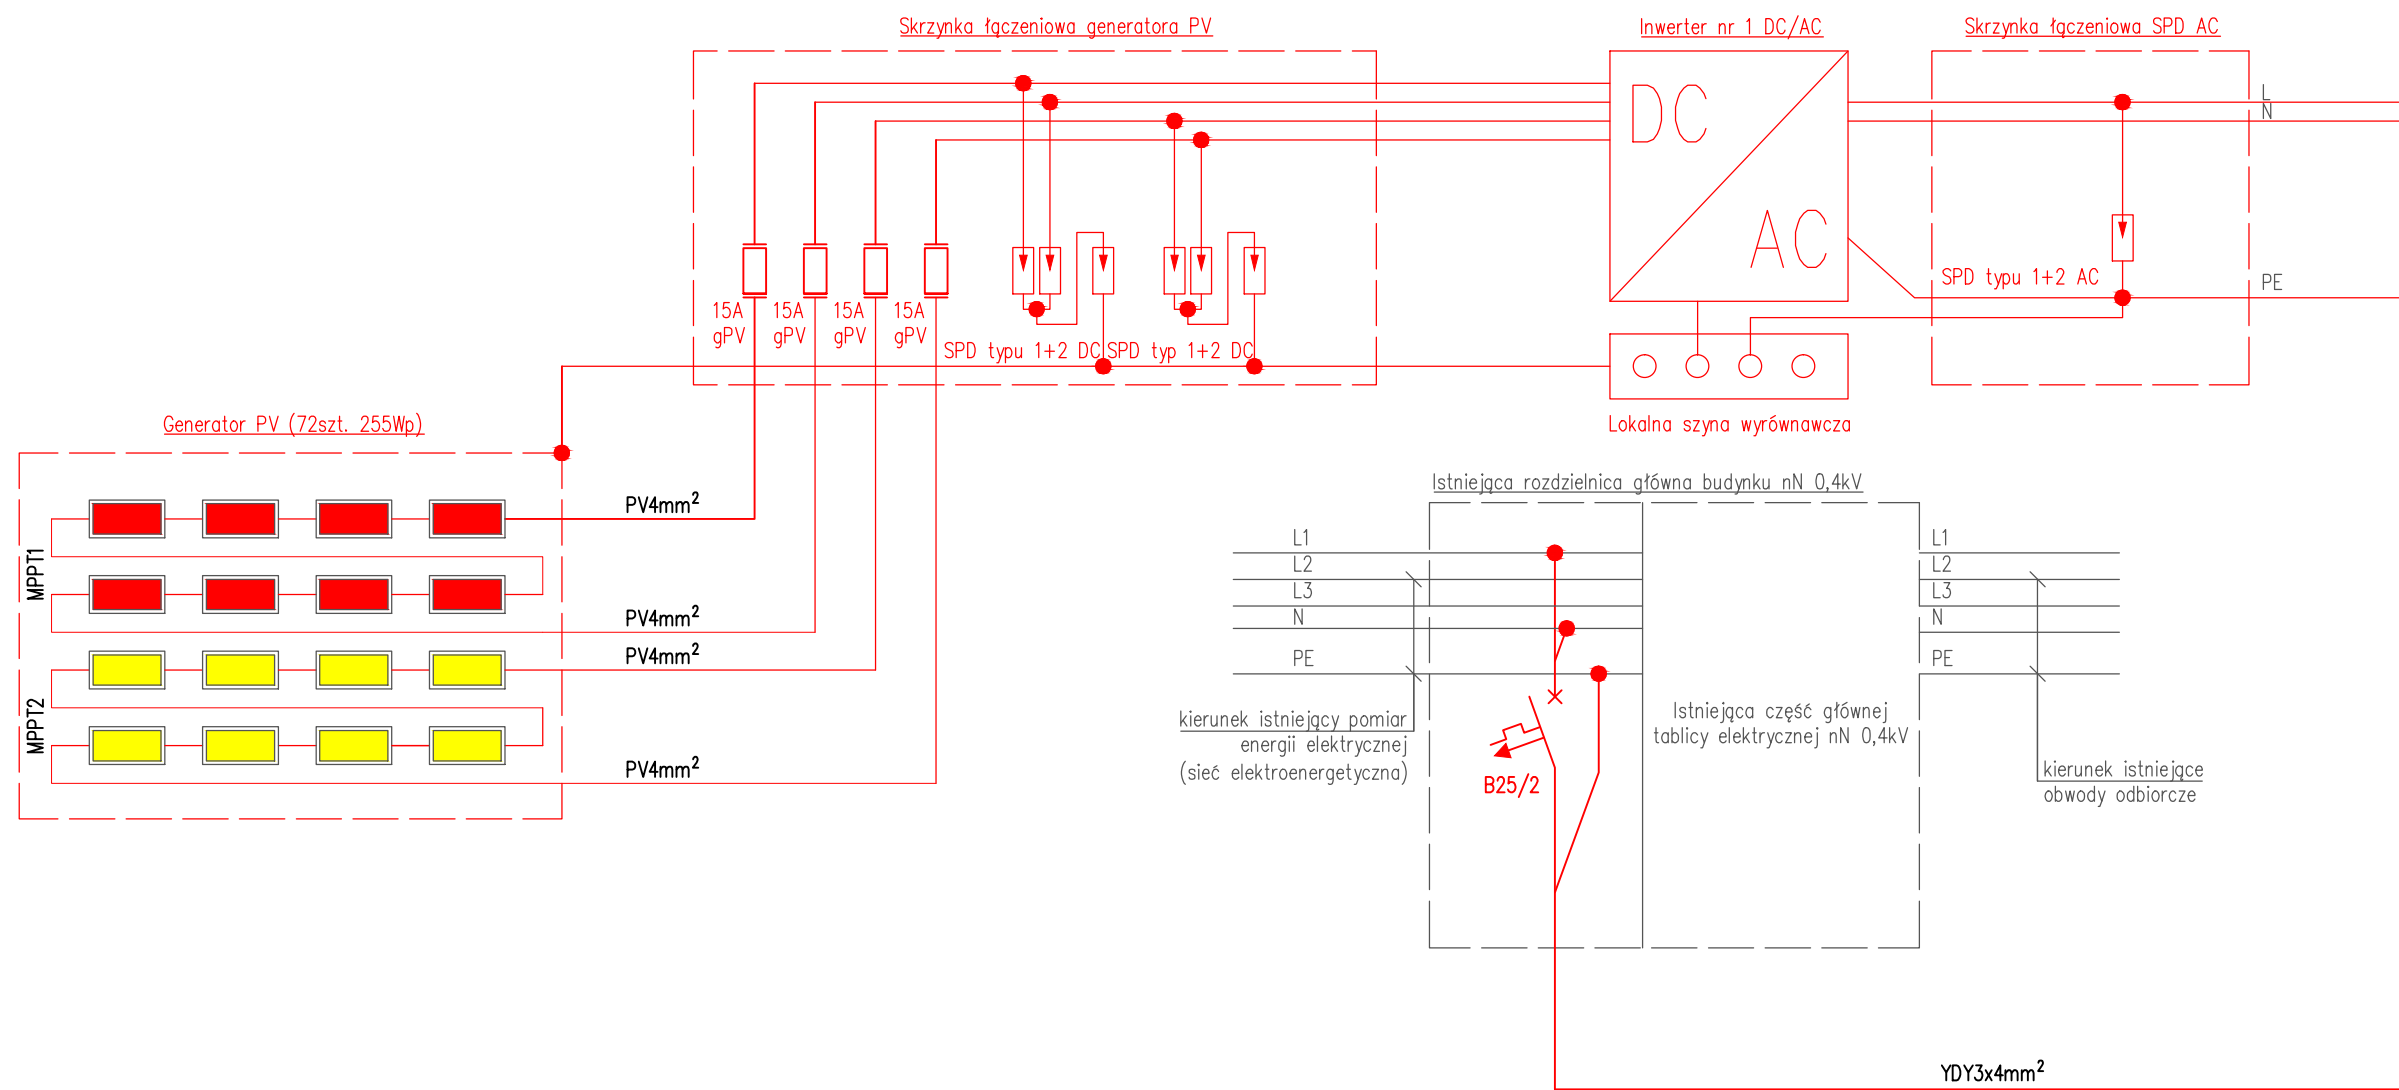 Skrzynka łączeniowa generatora PV
Inwerter nr 1 DC/AC
Skrzynka łączeniowa SPD AC
DC
AC
L
N
PE
15A
gPV
15A
gPV
15A
gPV
15A
gPV
SPD typu 1+2 DC
SPD typ 1+2 DC
SPD typu 1+2 AC
Lokalna szyna wyrównawcza
Generator PV (72szt. 255Wp)
MPPT1
MPPT2
PV4mm²
PV4mm²
PV4mm²
PV4mm²
Istniejąca rozdzielnica główna budynku nN 0,4kV
L1
L2
L3
N
PE
L1
L2
L3
N
PE
kierunek istniejący pomiar
energii elektrycznej
(sieć elektroenergetyczna)
B25/2
Istniejąca część głównej
tablicy elektrycznej nN 0,4kV
kierunek istniejące
obwody odbiorcze
YDY3x4mm²